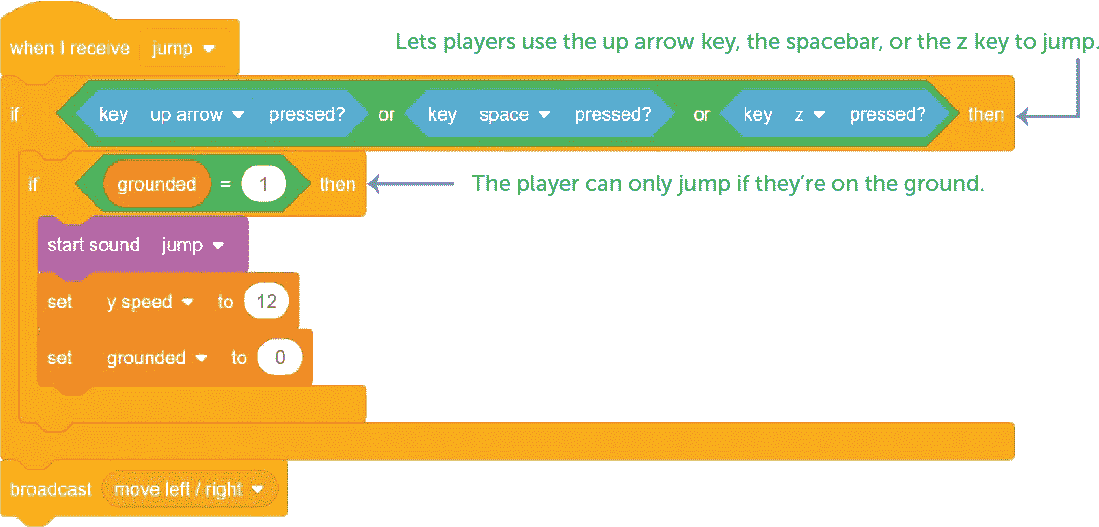 when I receive jump
Lets players use the up arrow key, the spacebar, or the z key to jump.
if key up arrow pressed? or key space pressed? or key z pressed? then
if grounded = 1 then
The player can only jump if they’re on the ground.
start sound jump
set y speed to 12
set grounded to 0
broadcast move left / right